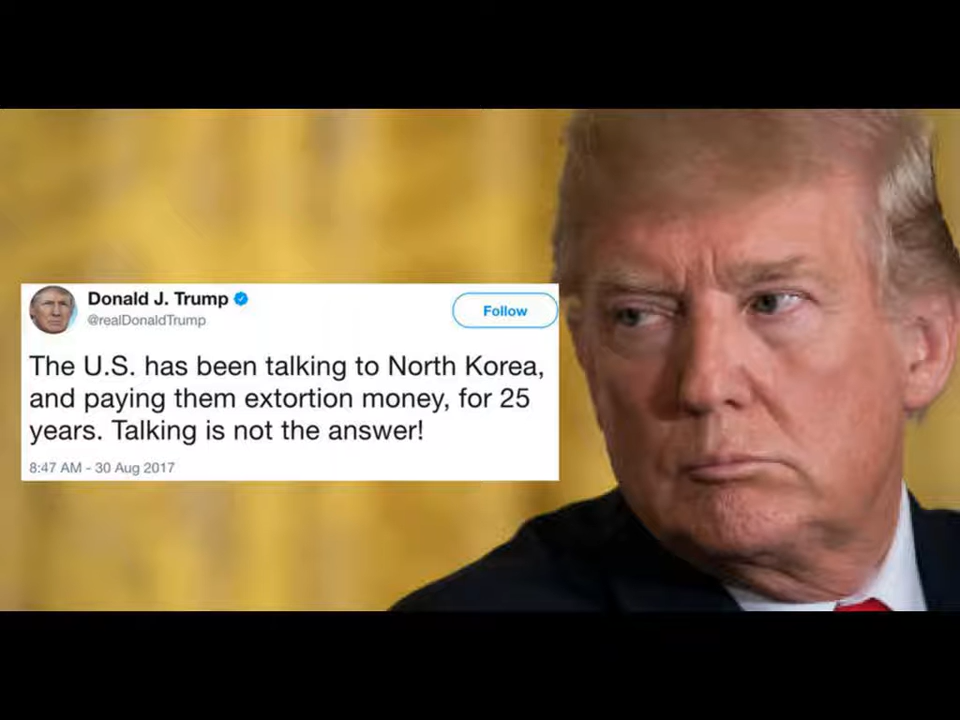 Donald J. Trump
@realDonaldTrump
Follow
The U.S. has been talking to North Korea,
and paying them extortion money, for 25
years. Talking is not the answer!
8:47 AM - 30 Aug 2017